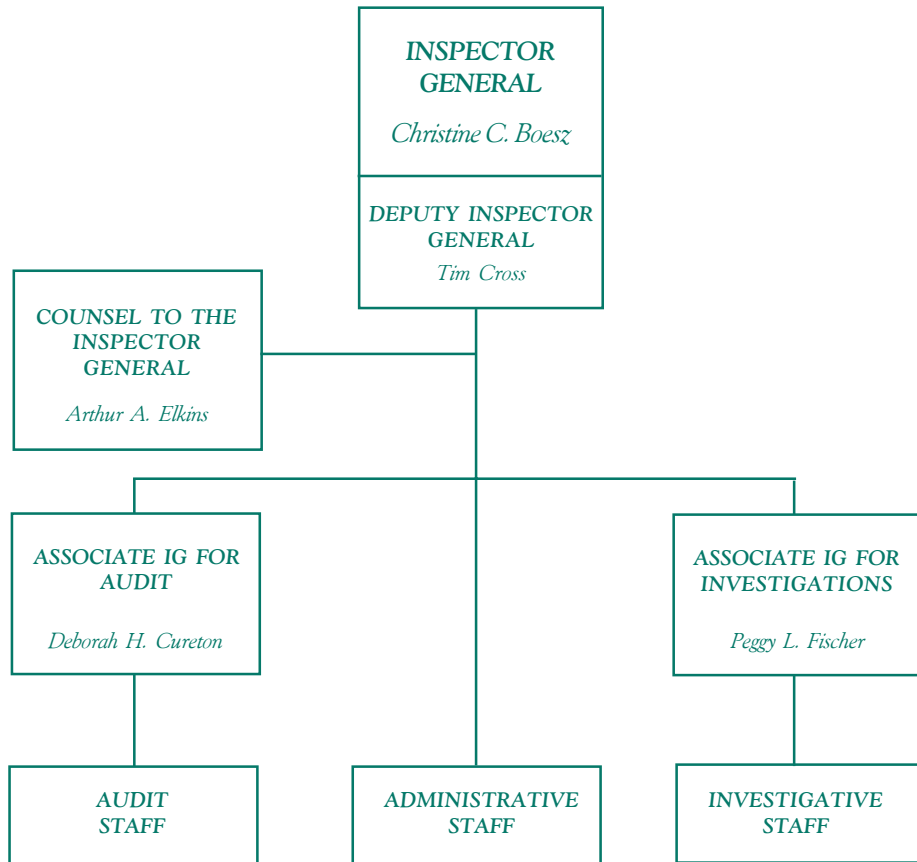 INSPECTOR
GENERAL
Christine C. Boesz
DEPUTY INSPECTOR
GENERAL
Tim Cross
COUNSEL TO THE
INSPECTOR
GENERAL
Arthur A. Elkins
ASSOCIATE IG FOR
AUDIT
Deborah H. Cureton
ASSOCIATE IG FOR
INVESTIGATIONS
Peggy L. Fischer
AUDIT
STAFF
ADMINISTRATIVE
STAFF
INVESTIGATIVE
STAFF